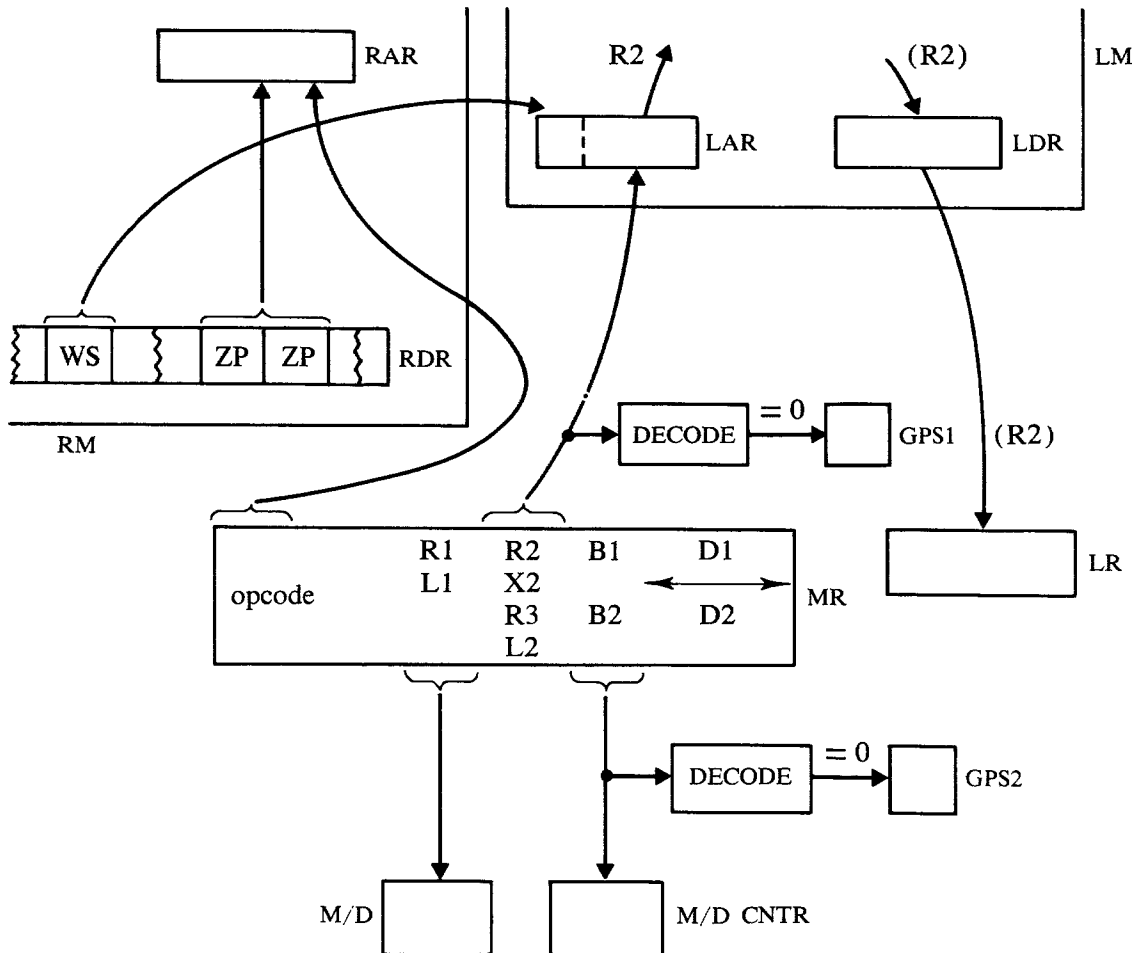 RAR
R2
(R2)
LM
LAR
LDR
WS
ZP
ZP
RDR
RM
DECODE
= 0
GPS1
(R2)
opcode
R1
R2
B1
D1
L1
X2
R3
B2
D2
L2
MR
LR
DECODE
= 0
GPS2
M/D
M/D CNTR